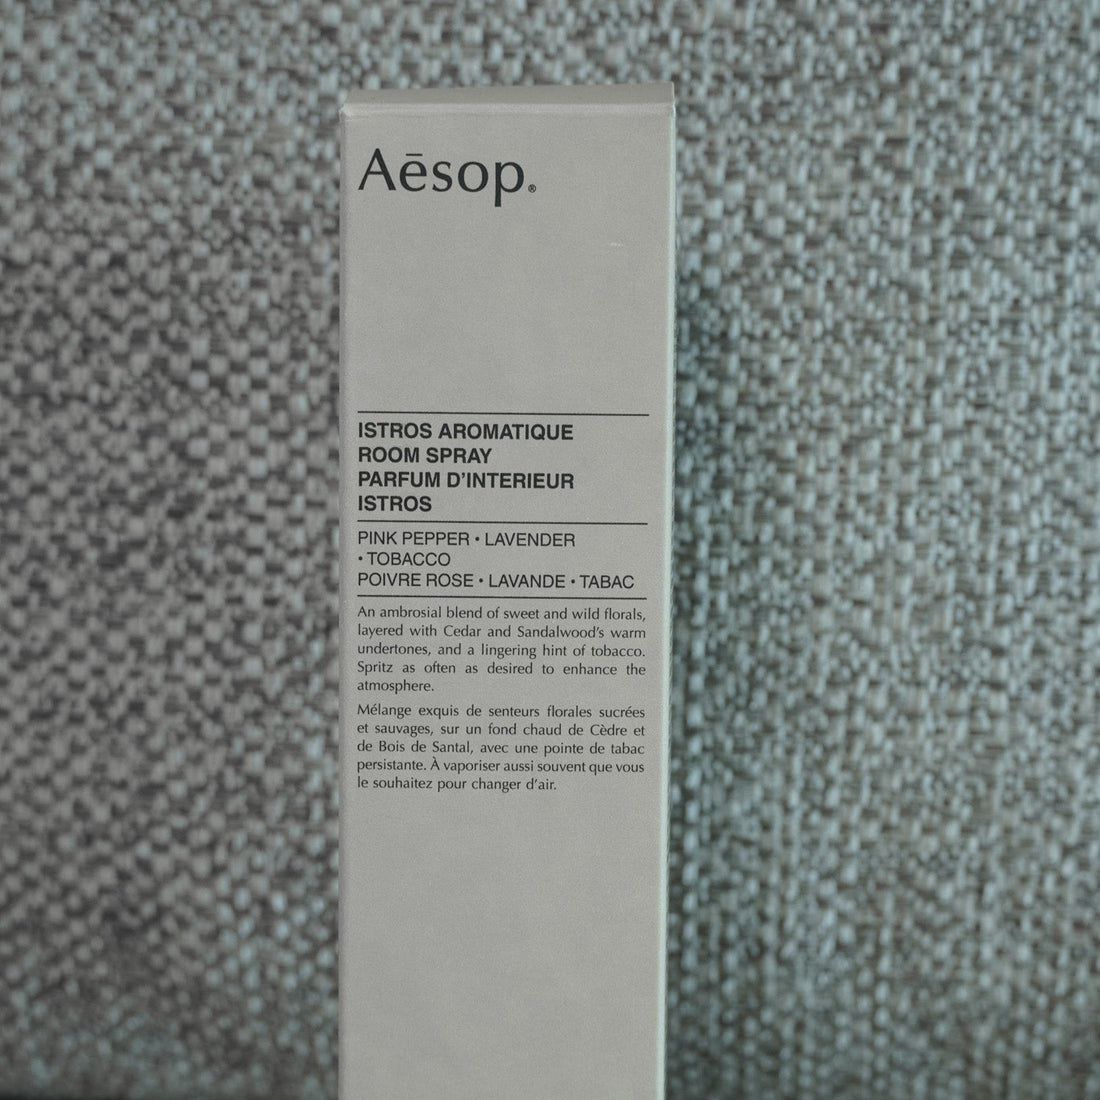 Aēsop®
ISTROS AROMATIQUE
ROOM SPRAY
PARFUM D'INTERIEUR
ISTROS
PINK PEPPER • LAVENDER
• TOBACCO
POIVRE ROSE • LAVANDE • TABAC
An ambrosial blend of sweet and wild florals,
layered with Cedar and Sandalwood's warm
undertones, and a lingering hint of tobacco.
Spritz as often as desired to enhance the
atmosphere.
Mélange exquis de senteurs florales sucrées
et sauvages, sur un fond chaud de Cèdre et
de Bois de Santal, avec une pointe de tabac
persistante. À vaporiser aussi souvent que vous
le souhaitez pour changer d'air.